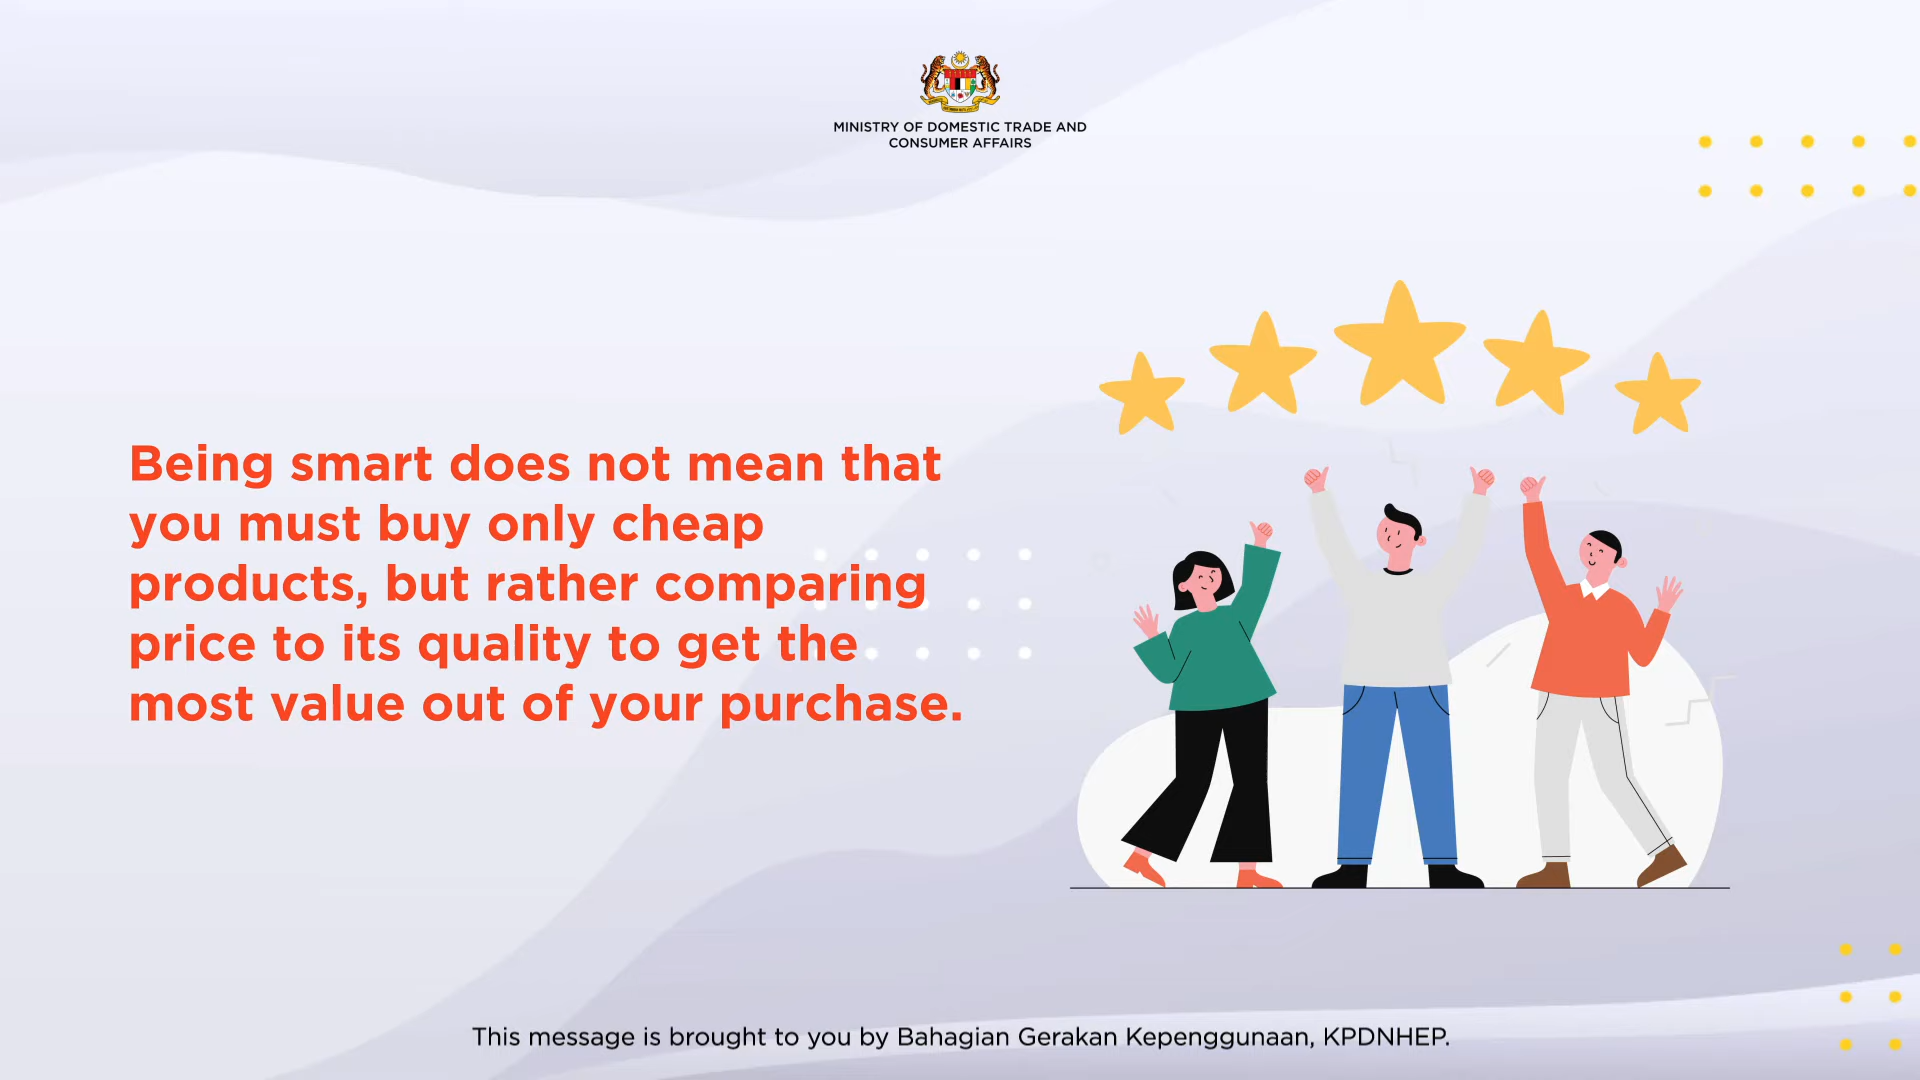 MINISTRY OF DOMESTIC TRADE AND
CONSUMER AFFAIRS
Being smart does not mean that
you must buy only cheap
products, but rather comparing
price to its quality to get the
most value out of your purchase.
This message is brought to you by Bahagian Gerakan Kepenggunaan, KPDNHEP.